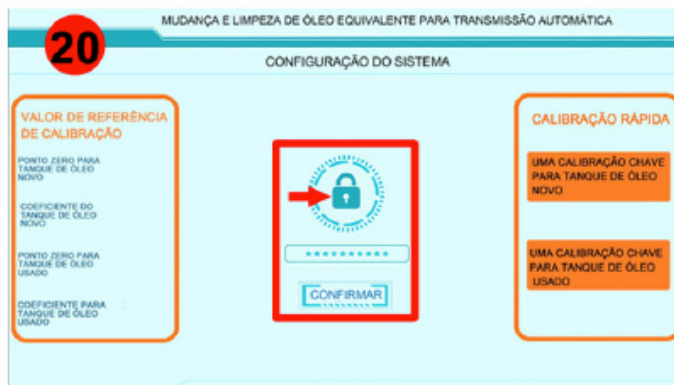 MUDANÇA E LIMPEZA DE ÓLEO EQUIVALENTE PARA TRANSMISSÃO AUTOMÁTICA
20
CONFIGURAÇÃO DO SISTEMA
VALOR DE REFERÊNCIA
DE CALIBRAÇÃO
PONTO ZERO PARA
TANQUE DE ÓLEO
NOVO
COEFICIENTE DO
TANQUE DE ÓLEO
NOVO
PONTO ZERO PARA
TANQUE DE ÓLEO
USADO
COEFICIENTE PARA
TANQUE DE ÓLEO
USADO
**********
CONFIRMAR
CALIBRAÇÃO RÁPIDA
UMA CALIBRAÇÃO CHAVE
PARA TANQUE DE ÓLEO
NOVO
UMA CALIBRAÇÃO CHAVE
PARA TANQUE DE ÓLEO
USADO